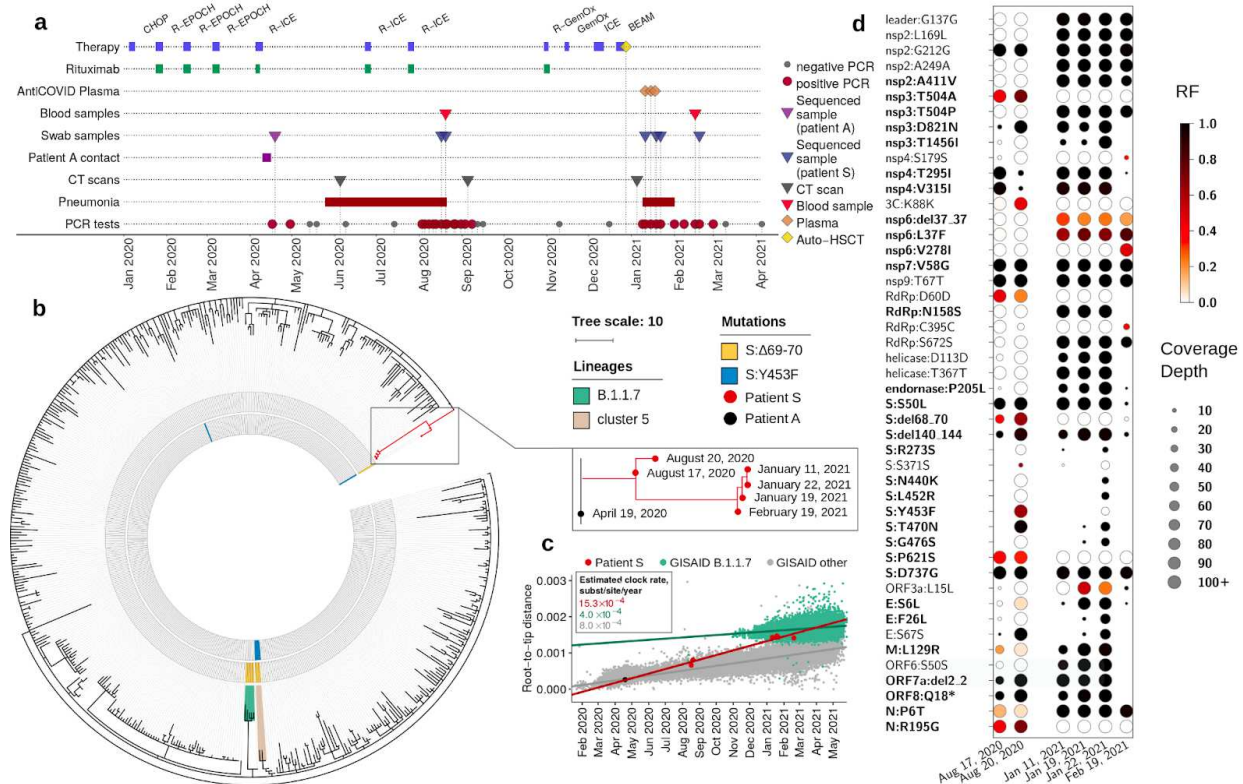 a
CHOP
R-EPOCH
R-EPOCH
R-EPOCH
R-ICE
R-ICE
R-ICE
R-GemOx
GemOx
ICE
BEAM
Therapy
Rituximab
AntiCOVID Plasma
Blood samples
Swab samples
Patient A contact
CT scans
Pneumonia
PCR tests
Jan 2020
Feb 2020
Mar 2020
Apr 2020
May 2020
Jun 2020
Jul 2020
Aug 2020
Sep 2020
Oct 2020
Nov 2020
Dec 2020
Jan 2021
Feb 2021
Mar 2021
Apr 2021
negative PCR
positive PCR
Sequenced
sample
(patient A)
Sequenced
sample
(patient S)
CT scan
Blood sample
Plasma
Auto-HSCT
b
Tree scale: 10
Lineages
B.1.1.7
cluster 5
Mutations
S:Δ69-70
S:Y453F
Patient S
Patient A
August 20, 2020
August 17, 2020
January 11, 2021
January 22, 2021
January 19, 2021
February 19, 2021
April 19, 2020
c
Patient S
GISAID B.1.1.7
GISAID other
Estimated clock rate,
subst/site/year
15.3×10⁻⁴
4.0×10⁻⁴
8.0×10⁻⁴
Root-to-tip distance
0.003
0.002
0.001
0.000
Feb 2020
Mar 2020
Apr 2020
May 2020
Jun 2020
Jul 2020
Aug 2020
Sep 2020
Oct 2020
Nov 2020
Dec 2020
Jan 2021
Feb 2021
Mar 2021
Apr 2021
May 2021
d
leader:G137G
nsp2:L169L
nsp2:G212G
nsp2:A249A
nsp2:A411V
nsp3:T504A
nsp3:T504P
nsp3:D821N
nsp3:T1456I
nsp4:S179S
nsp4:T295I
nsp4:V315I
3C:K88K
nsp6:del37_37
nsp6:L37F
nsp6:V278I
nsp7:V58G
nsp9:T67T
RdRp:D60D
RdRp:N158S
RdRp:C395C
RdRp:S672S
helicase:D113D
helicase:T367T
endornase:P205L
S:S50L
S:del68_70
S:del140_144
S:R273S
S:S371S
S:N440K
S:L452R
S:Y453F
S:T470N
S:G476S
S:P621S
S:D737G
ORF3a:L15L
E:S6L
E:F26L
E:S67S
M:L129R
ORF6:S50S
ORF7a:del2_2
ORF8:Q18*
N:P6T
N:R195G
Aug 17, 2020
Aug 20, 2020
Jan 11, 2021
Jan 19, 2021
Jan 22, 2021
Feb 19, 2021
RF
1.0
0.8
0.6
0.4
0.2
0.0
Coverage
Depth
10
20
30
40
50
60
70
80
90
100+